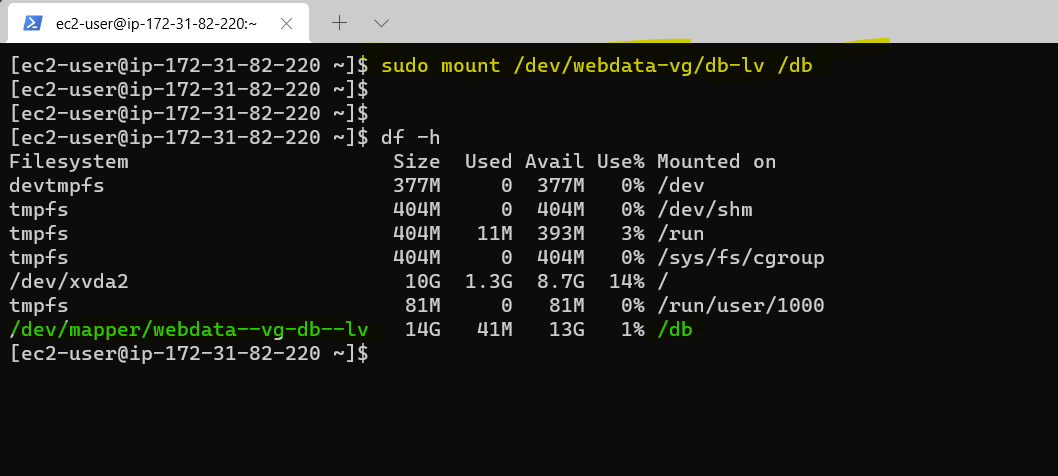 ec2-user@ip-172-31-82-220:~
[ec2-user@ip-172-31-82-220 ~]$ sudo mount /dev/webdata-vg/db-lv /db
[ec2-user@ip-172-31-82-220 ~]$
[ec2-user@ip-172-31-82-220 ~]$
[ec2-user@ip-172-31-82-220 ~]$ df -h
Filesystem                       Size  Used Avail Use% Mounted on
devtmpfs                         377M     0  377M   0% /dev
tmpfs                            404M     0  404M   0% /dev/shm
tmpfs                            404M   11M  393M   3% /run
tmpfs                            404M     0  404M   0% /sys/fs/cgroup
/dev/xvda2                        10G  1.3G  8.7G  14% /
tmpfs                             81M     0   81M   0% /run/user/1000
/dev/mapper/webdata--vg-db--lv   14G   41M   13G   1% /db
[ec2-user@ip-172-31-82-220 ~]$